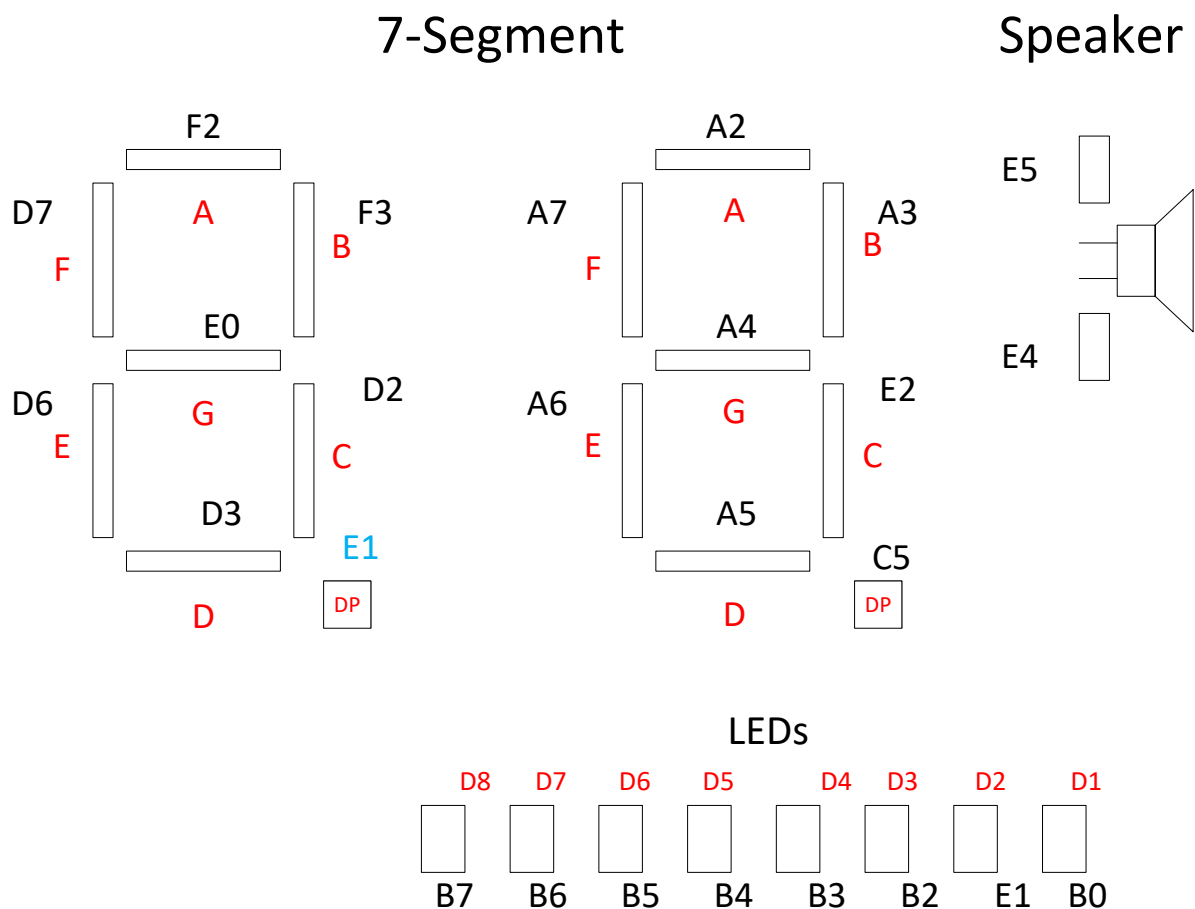 7-Segment Speaker
F2 A2
E5
D7 A F3 A7 A A3
F B F B
E0 A4
E4
D6 G D2 A6 G E2
E C E C
D3 A5
E1 C5
D DP D DP
LEDs
D8 D7 D6 D5 D4 D3 D2 D1
B7 B6 B5 B4 B3 B2 E1 B0